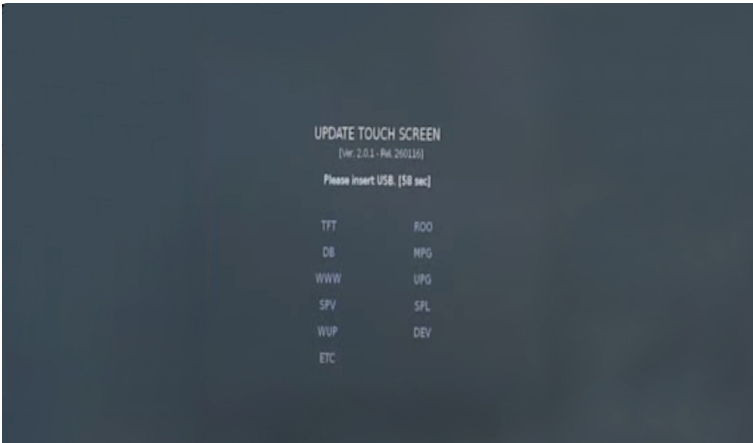 UPDATE TOUCH SCREEN
[Ver. 2.0.1 - Rel. 260116]
Please insert USB. [58 sec]
TFT ROO
DB MPG
WWW UPG
SPV SPL
WUP DEV
ETC